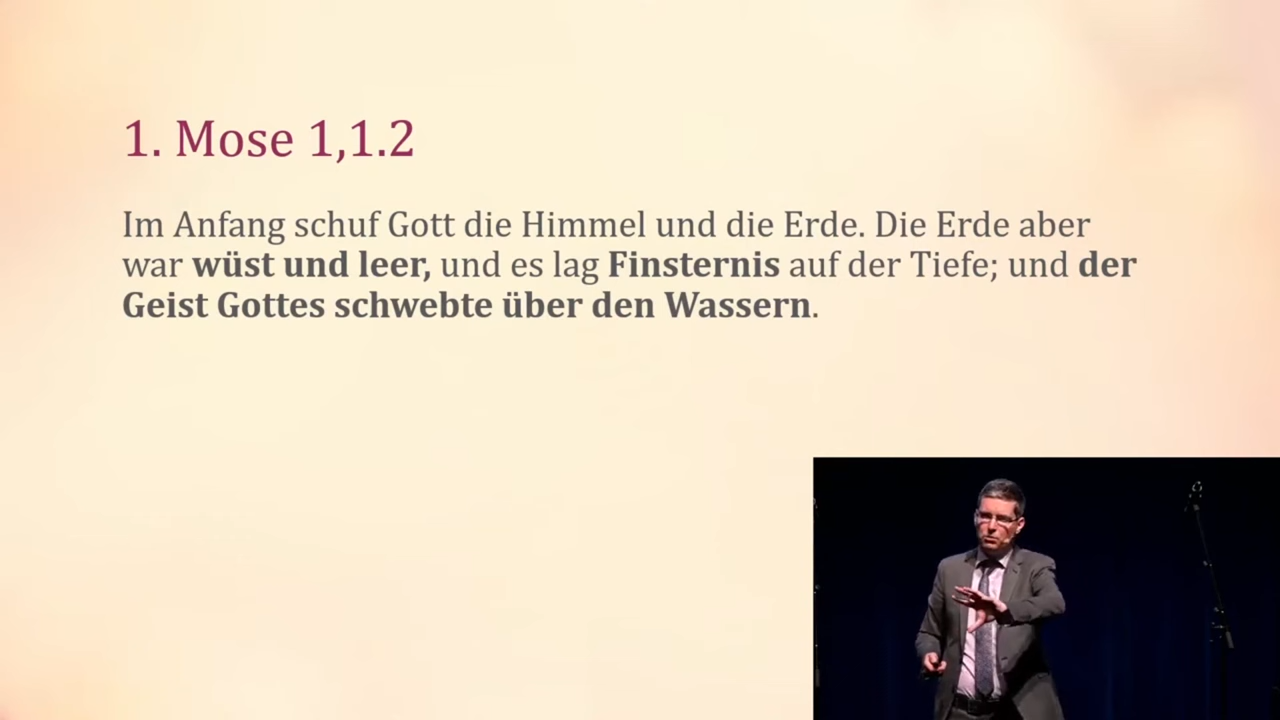 1. Mose 1,1.2
Im Anfang schuf Gott die Himmel und die Erde. Die Erde aber
war wüst und leer, und es lag Finsternis auf der Tiefe; und der
Geist Gottes schwebte über den Wassern.